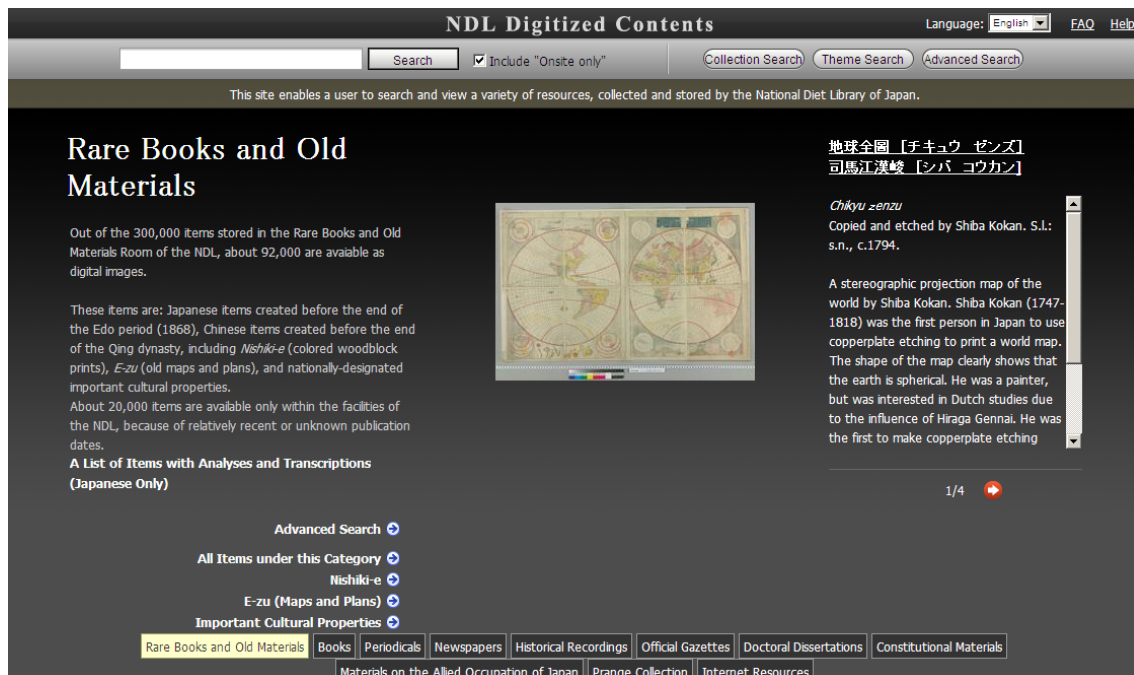 NDL Digitized Contents
Language: English
FAQ
Help
Search
Include "Onsite only"
Collection Search
Theme Search
Advanced Search
This site enables a user to search and view a variety of resources, collected and stored by the National Diet Library of Japan.
Rare Books and Old
Materials
Out of the 300,000 items stored in the Rare Books and Old
Materials Room of the NDL, about 92,000 are avaiable as
digital images.
These items are: Japanese items created before the end of
the Edo period (1868), Chinese items created before the end
of the Qing dynasty, including Nishiki-e (colored woodblock
prints), E-zu (old maps and plans), and nationally-designated
important cultural properties.
About 20,000 items are available only within the facilities of
the NDL, because of relatively recent or unknown publication
dates.
A List of Items with Analyses and Transcriptions
(Japanese Only)
Advanced Search
All Items under this Category
Nishiki-e
E-zu (Maps and Plans)
Important Cultural Properties
地球全圖 [チキュウ ゼンズ]
司馬江漢峻 [シバ コウカン]
Chikyu zenzu
Copied and etched by Shiba Kokan. S.l.:
s.n., c.1794.
A stereographic projection map of the
world by Shiba Kokan. Shiba Kokan (1747-
1818) was the first person in Japan to use
copperplate etching to print a world map.
The shape of the map clearly shows that
the earth is spherical. He was a painter,
but was interested in Dutch studies due
to the influence of Hiraga Gennai. He was
the first to make copperplate etching
1/4
Rare Books and Old Materials
Books
Periodicals
Newspapers
Historical Recordings
Official Gazettes
Doctoral Dissertations
Constitutional Materials
Materials on the Allied Occupation of Japan
Prange Collection
Internet Resources